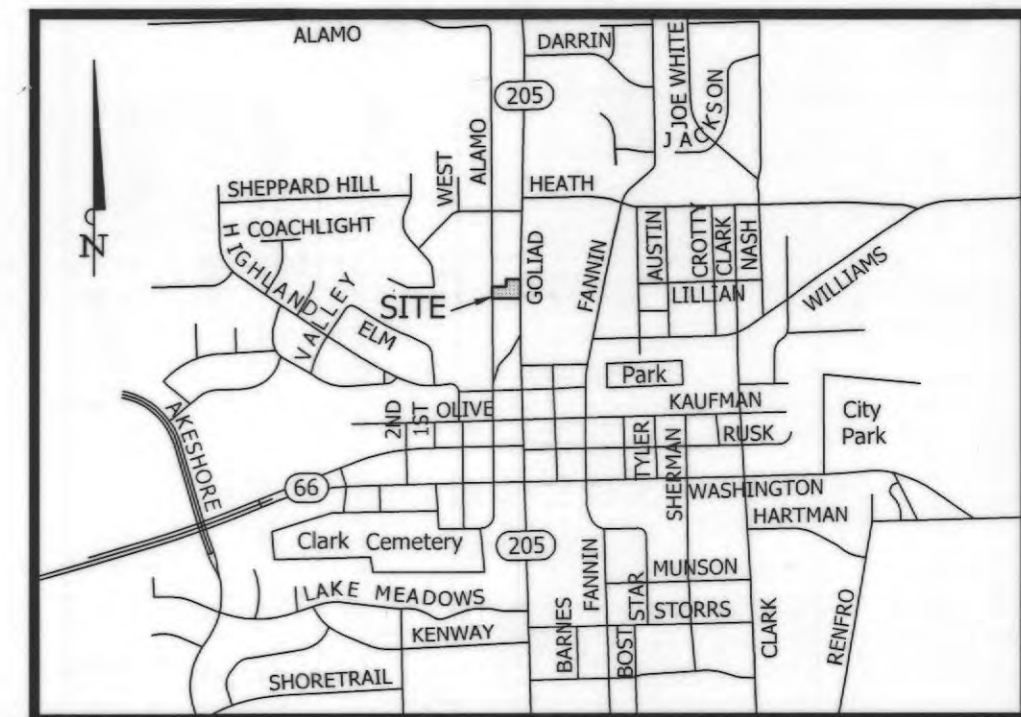 ALAMO
DARRIN
JOE WHITE
JACKSON
205
WEST
ALAMO
SHEPPARD HILL
HEATH
COACHLIGHT
HIGHLAND
VALLEY
ELM
SITE
GOLIAD
FANNIN
AUSTIN
CROTTY
CLARK
NASH
LILLIAN
WILLIAMS
N
Park
KAUFMAN
City
Park
AKESHORE
2ND
1ST
OLIVE
TYLER
SHERMAN
RUSK
66
WASHINGTON
HARTMAN
Clark Cemetery
205
FANNIN
MUNSON
STAR
STORRS
LAKE MEADOWS
KENWAY
BARNES
BOST
CLARK
RENFRO
SHORETRAIL